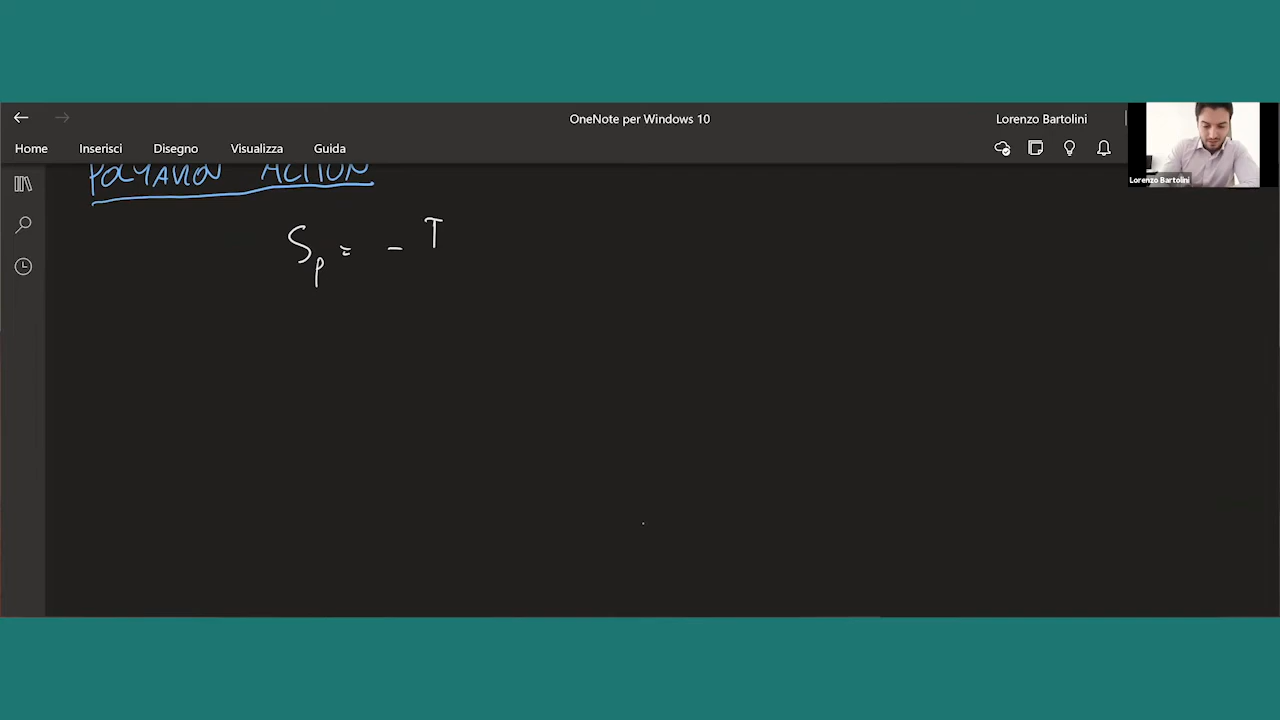 OneNote per Windows 10
Lorenzo Bartolini
Home Inserisci Disegno Visualizza Guida
Lorenzo Bartolini
POLYAKOV ACTION
S_p = - T